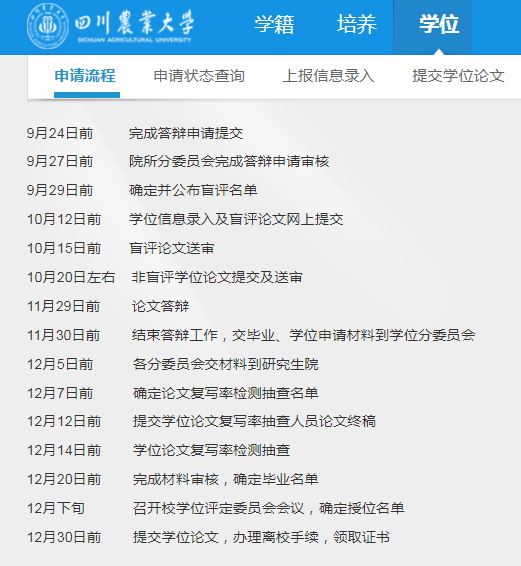 四川農業大学
SICHUAN AGRICULTURAL UNIVERSITY
学籍 培养 学位
申请流程 申请状态查询 上报信息录入 提交学位论文
9月24日前 完成答辩申请提交
9月27日前 院所分委员会完成答辩申请审核
9月29日前 确定并公布盲评名单
10月12日前 学位信息录入及盲评论文网上提交
10月15日前 盲评论文送审
10月20日左右 非盲评学位论文提交及送审
11月29日前 论文答辩
11月30日前 结束答辩工作，交毕业、学位申请材料到学位分委员会
12月5日前 各分委员会交材料到研究生院
12月7日前 确定论文复写率检测抽查名单
12月12日前 提交学位论文复写率抽查人员论文终稿
12月14日前 学位论文复写率检测抽查
12月20日前 完成材料审核，确定毕业名单
12月下旬 召开校学位评定委员会会议，确定授位名单
12月30日前 提交学位论文，办理离校手续，领取证书